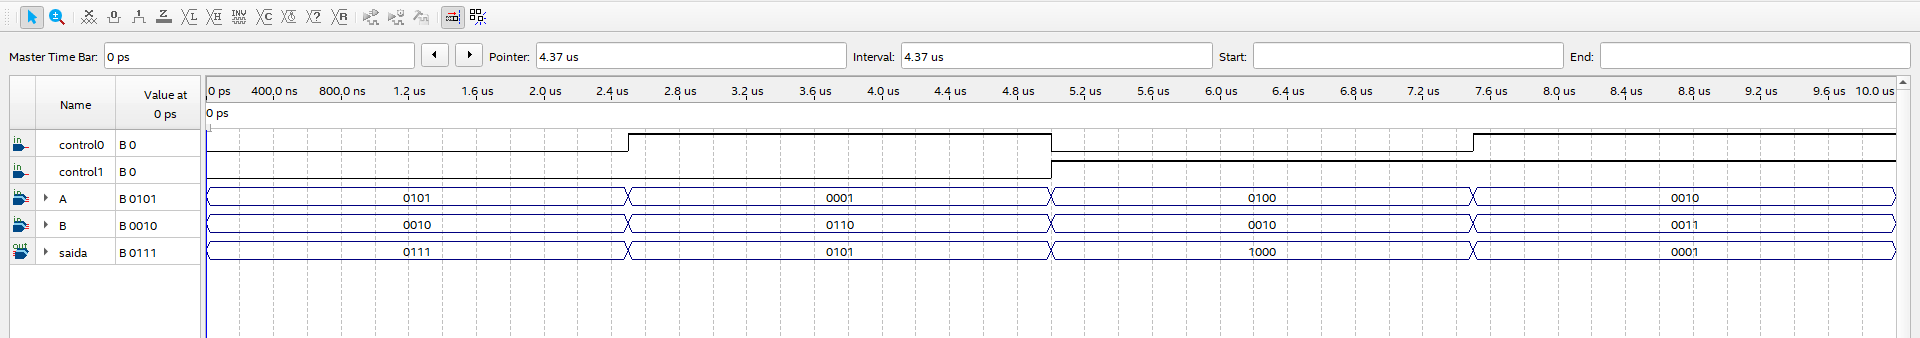 Master Time Bar: 0 ps Pointer: 4.37 us Interval: 4.37 us Start: End:
Name Value at 0 ps
0 ps 400.0 ns 800.0 ns 1.2 us 1.6 us 2.0 us 2.4 us 2.8 us 3.2 us 3.6 us 4.0 us 4.4 us 4.8 us 5.2 us 5.6 us 6.0 us 6.4 us 6.8 us 7.2 us 7.6 us 8.0 us 8.4 us 8.8 us 9.2 us 9.6 us 10.0 us
0 ps
in control0 B 0
in control1 B 0
in A B 0101 0101 0001 0100 0010
in B B 0010 0010 0110 0010 0011
out saida B 0111 0111 0101 1000 0001